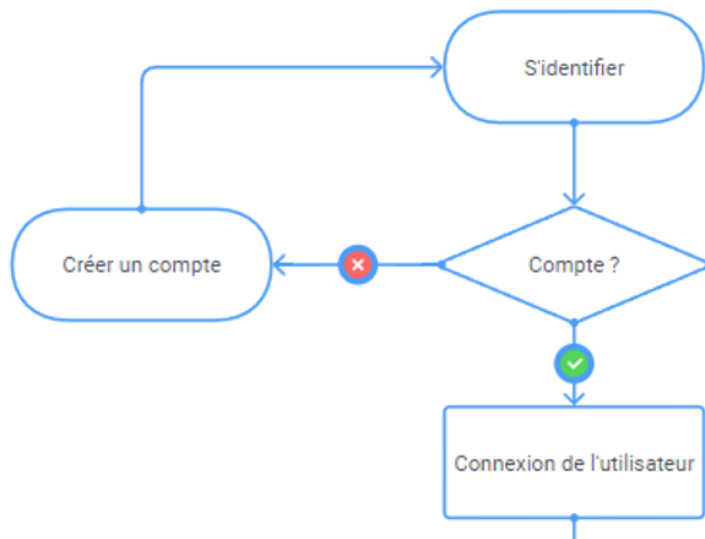 S'identifier
Créer un compte
Compte ?
Connexion de l'utilisateur